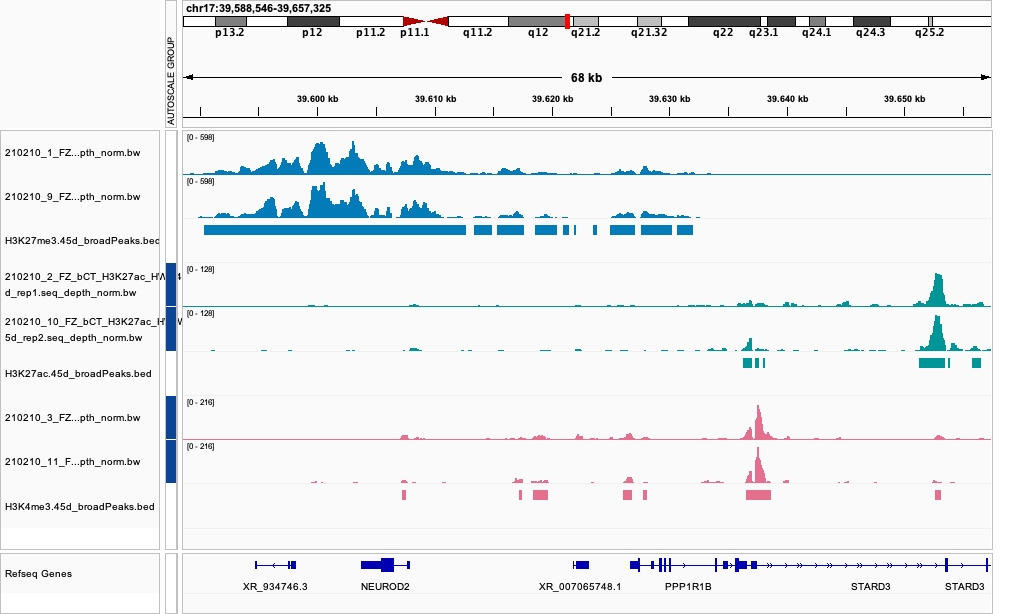 chr17:39,588,546-39,657,325
p13.2 p12 p11.2 p11.1 q11.2 q12 q21.2 q21.32 q22 q23.1 q24.1 q24.3 q25.2
68 kb
39.600 kb 39.610 kb 39.620 kb 39.630 kb 39.640 kb 39.650 kb
AUTOSCALE GROUP
[0 - 598]
210210_1_FZ...pth_norm.bw
[0 - 598]
210210_9_FZ...pth_norm.bw
H3K27me3.45d_broadPeaks.bed
[0 - 128]
210210_2_FZ_bCT_H3K27ac_HW
d_rep1.seq_depth_norm.bw
[0 - 128]
210210_10_FZ_bCT_H3K27ac_H
5d_rep2.seq_depth_norm.bw
H3K27ac.45d_broadPeaks.bed
[0 - 216]
210210_3_FZ...pth_norm.bw
[0 - 216]
210210_11_F...pth_norm.bw
H3K4me3.45d_broadPeaks.bed
Refseq Genes
XR_934746.3 NEUROD2 XR_007065748.1 PPP1R1B STARD3 STARD3